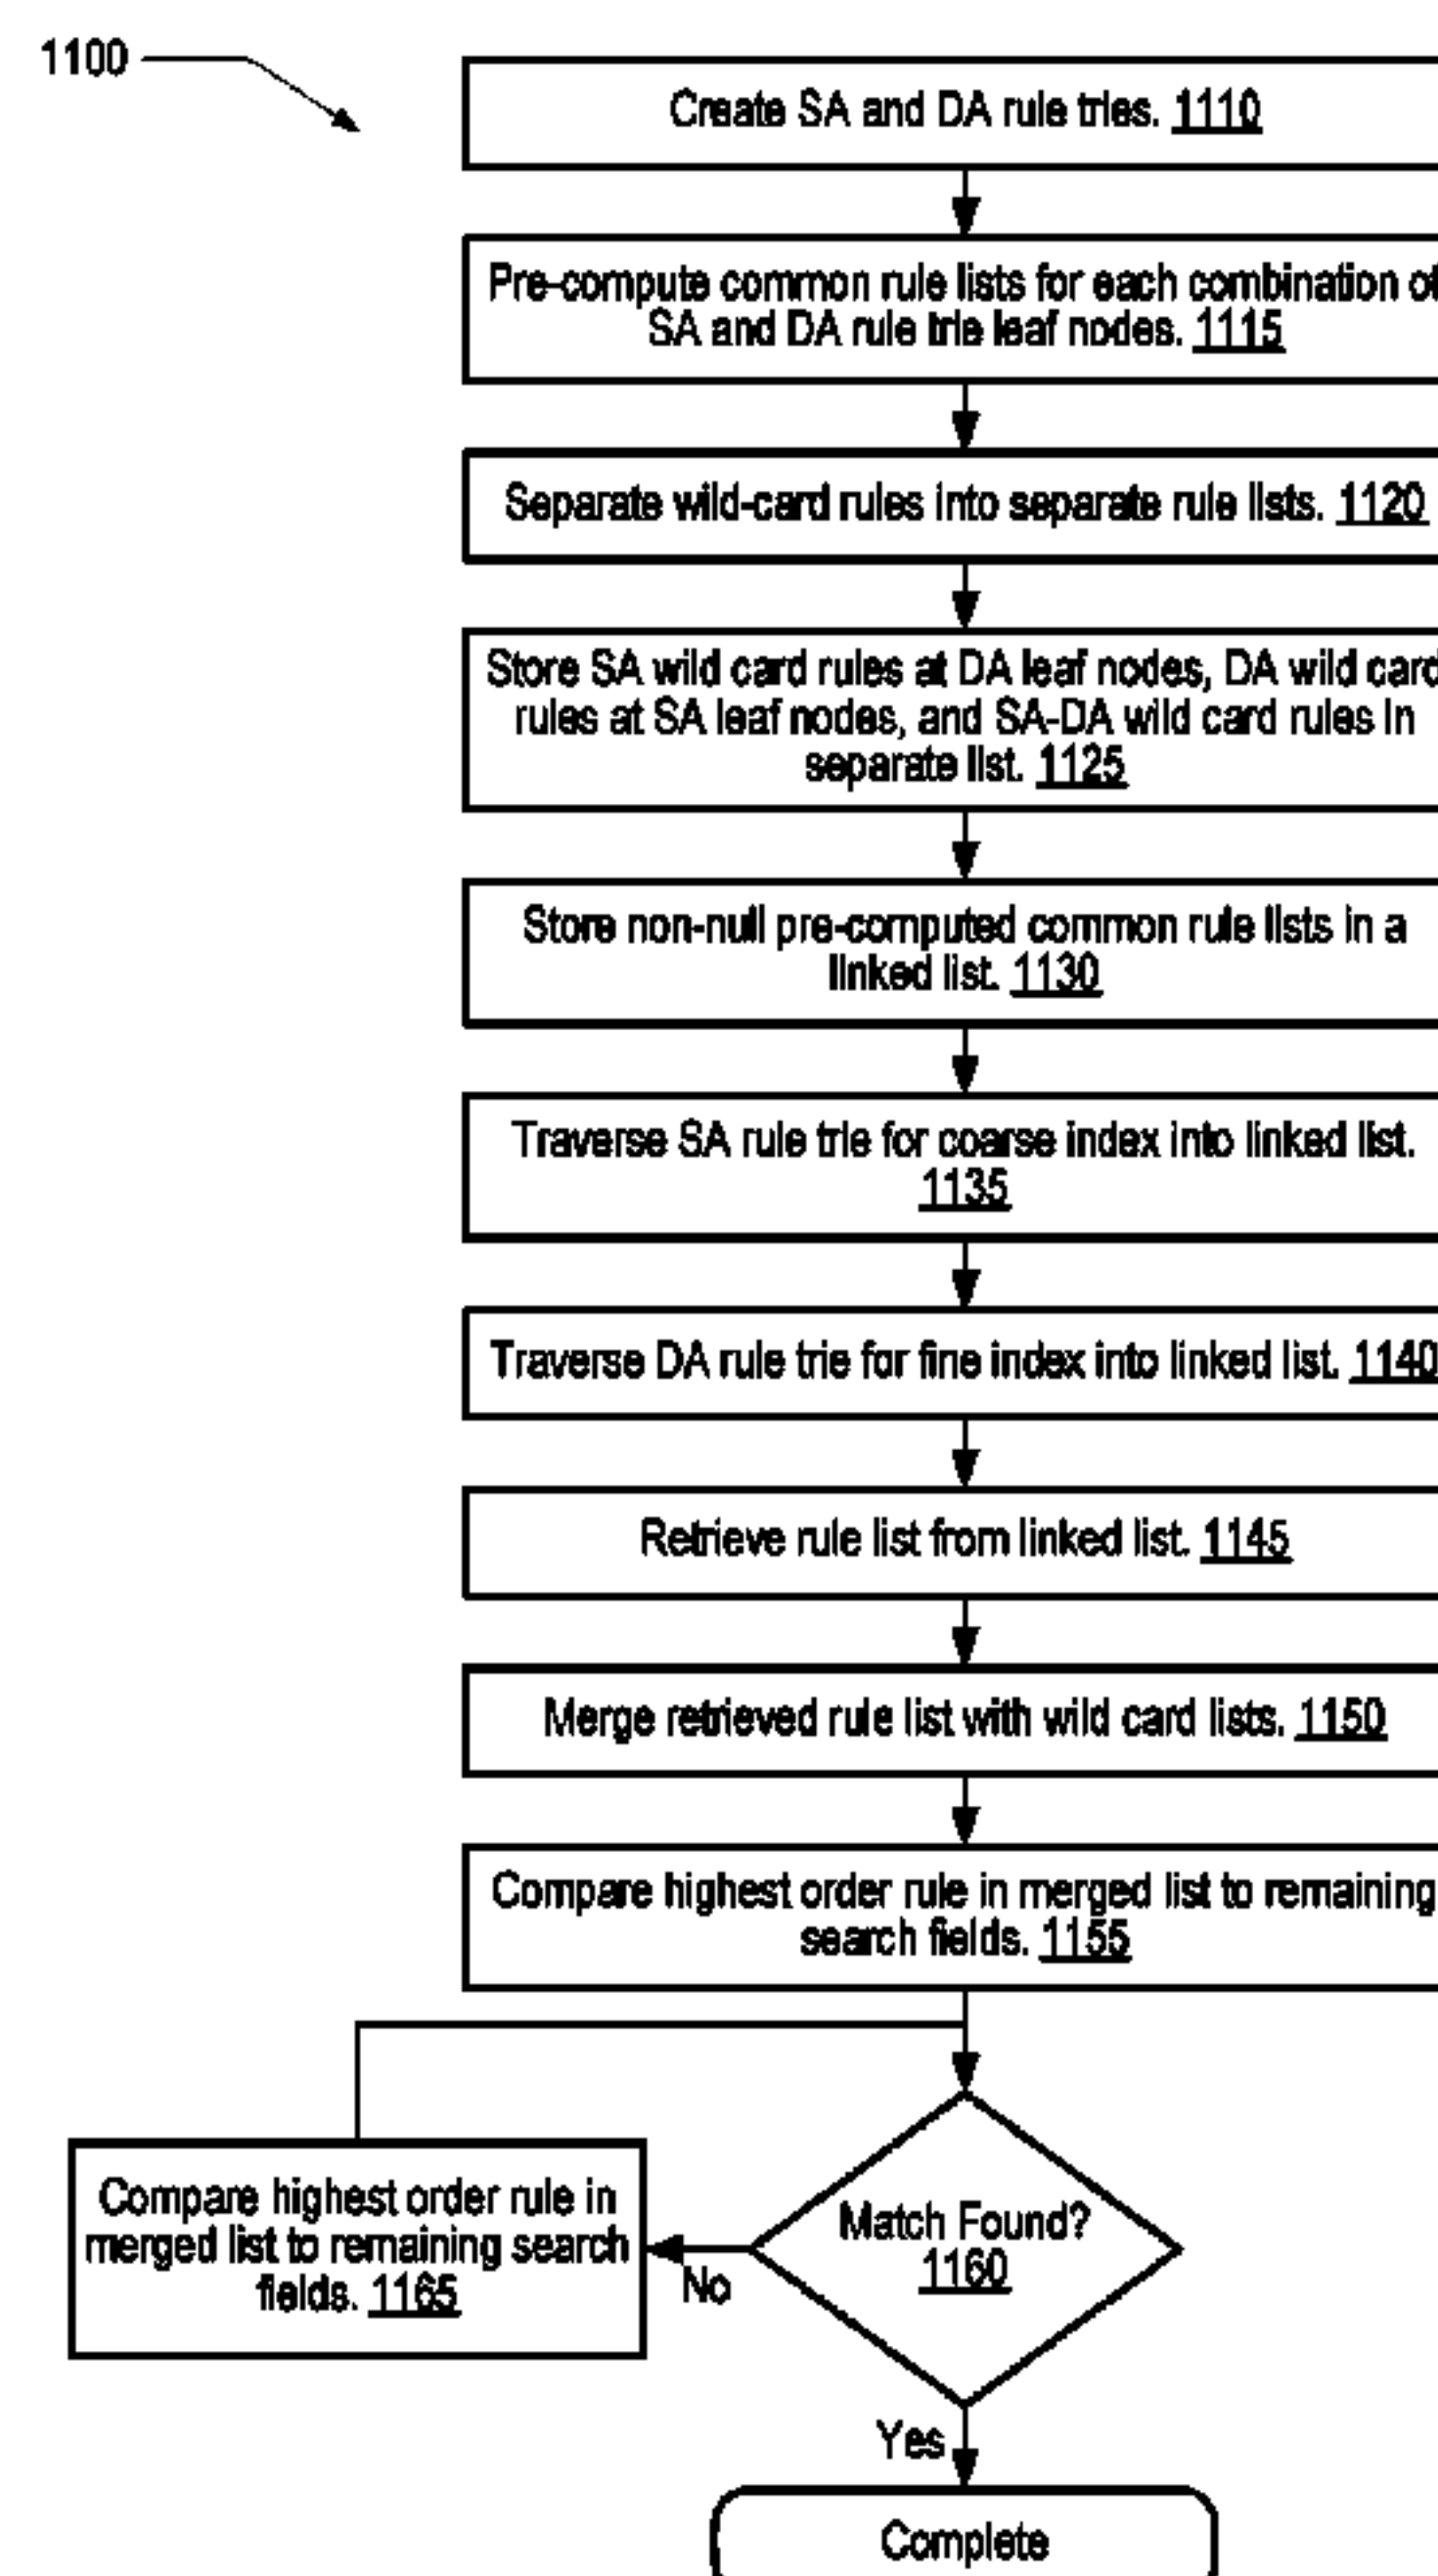 1100
Create SA and DA rule tries. 1110
Pre-compute common rule lists for each combination of
SA and DA rule trie leaf nodes. 1115
Separate wild-card rules into separate rule lists. 1120
Store SA wild card rules at DA leaf nodes, DA wild card
rules at SA leaf nodes, and SA-DA wild card rules in
separate list. 1125
Store non-null pre-computed common rule lists in a
linked list. 1130
Traverse SA rule trie for coarse index into linked list.
1135
Traverse DA rule trie for fine index into linked list. 1140
Retrieve rule list from linked list. 1145
Merge retrieved rule list with wild card lists. 1150
Compare highest order rule in merged list to remaining
search fields. 1155
Compare highest order rule in
merged list to remaining search
fields. 1165
No
Match Found?
1160
Yes
Complete